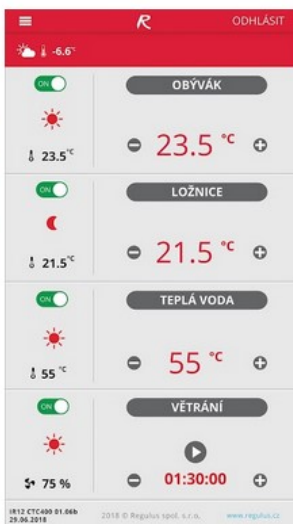 R ODHLÁSIT
-6.6°C
ON
OBÝVÁK
23.5 °C
23.5 °C
ON
LOŽNICE
21.5 °C
21.5 °C
ON
TEPLÁ VODA
55 °C
55 °C
ON
VĚTRÁNÍ
75 %
01:30:00
IR12 CTC400 01.06b
29.06.2018
2018 © Regulus spol. s.r.o.
www.regulus.cz